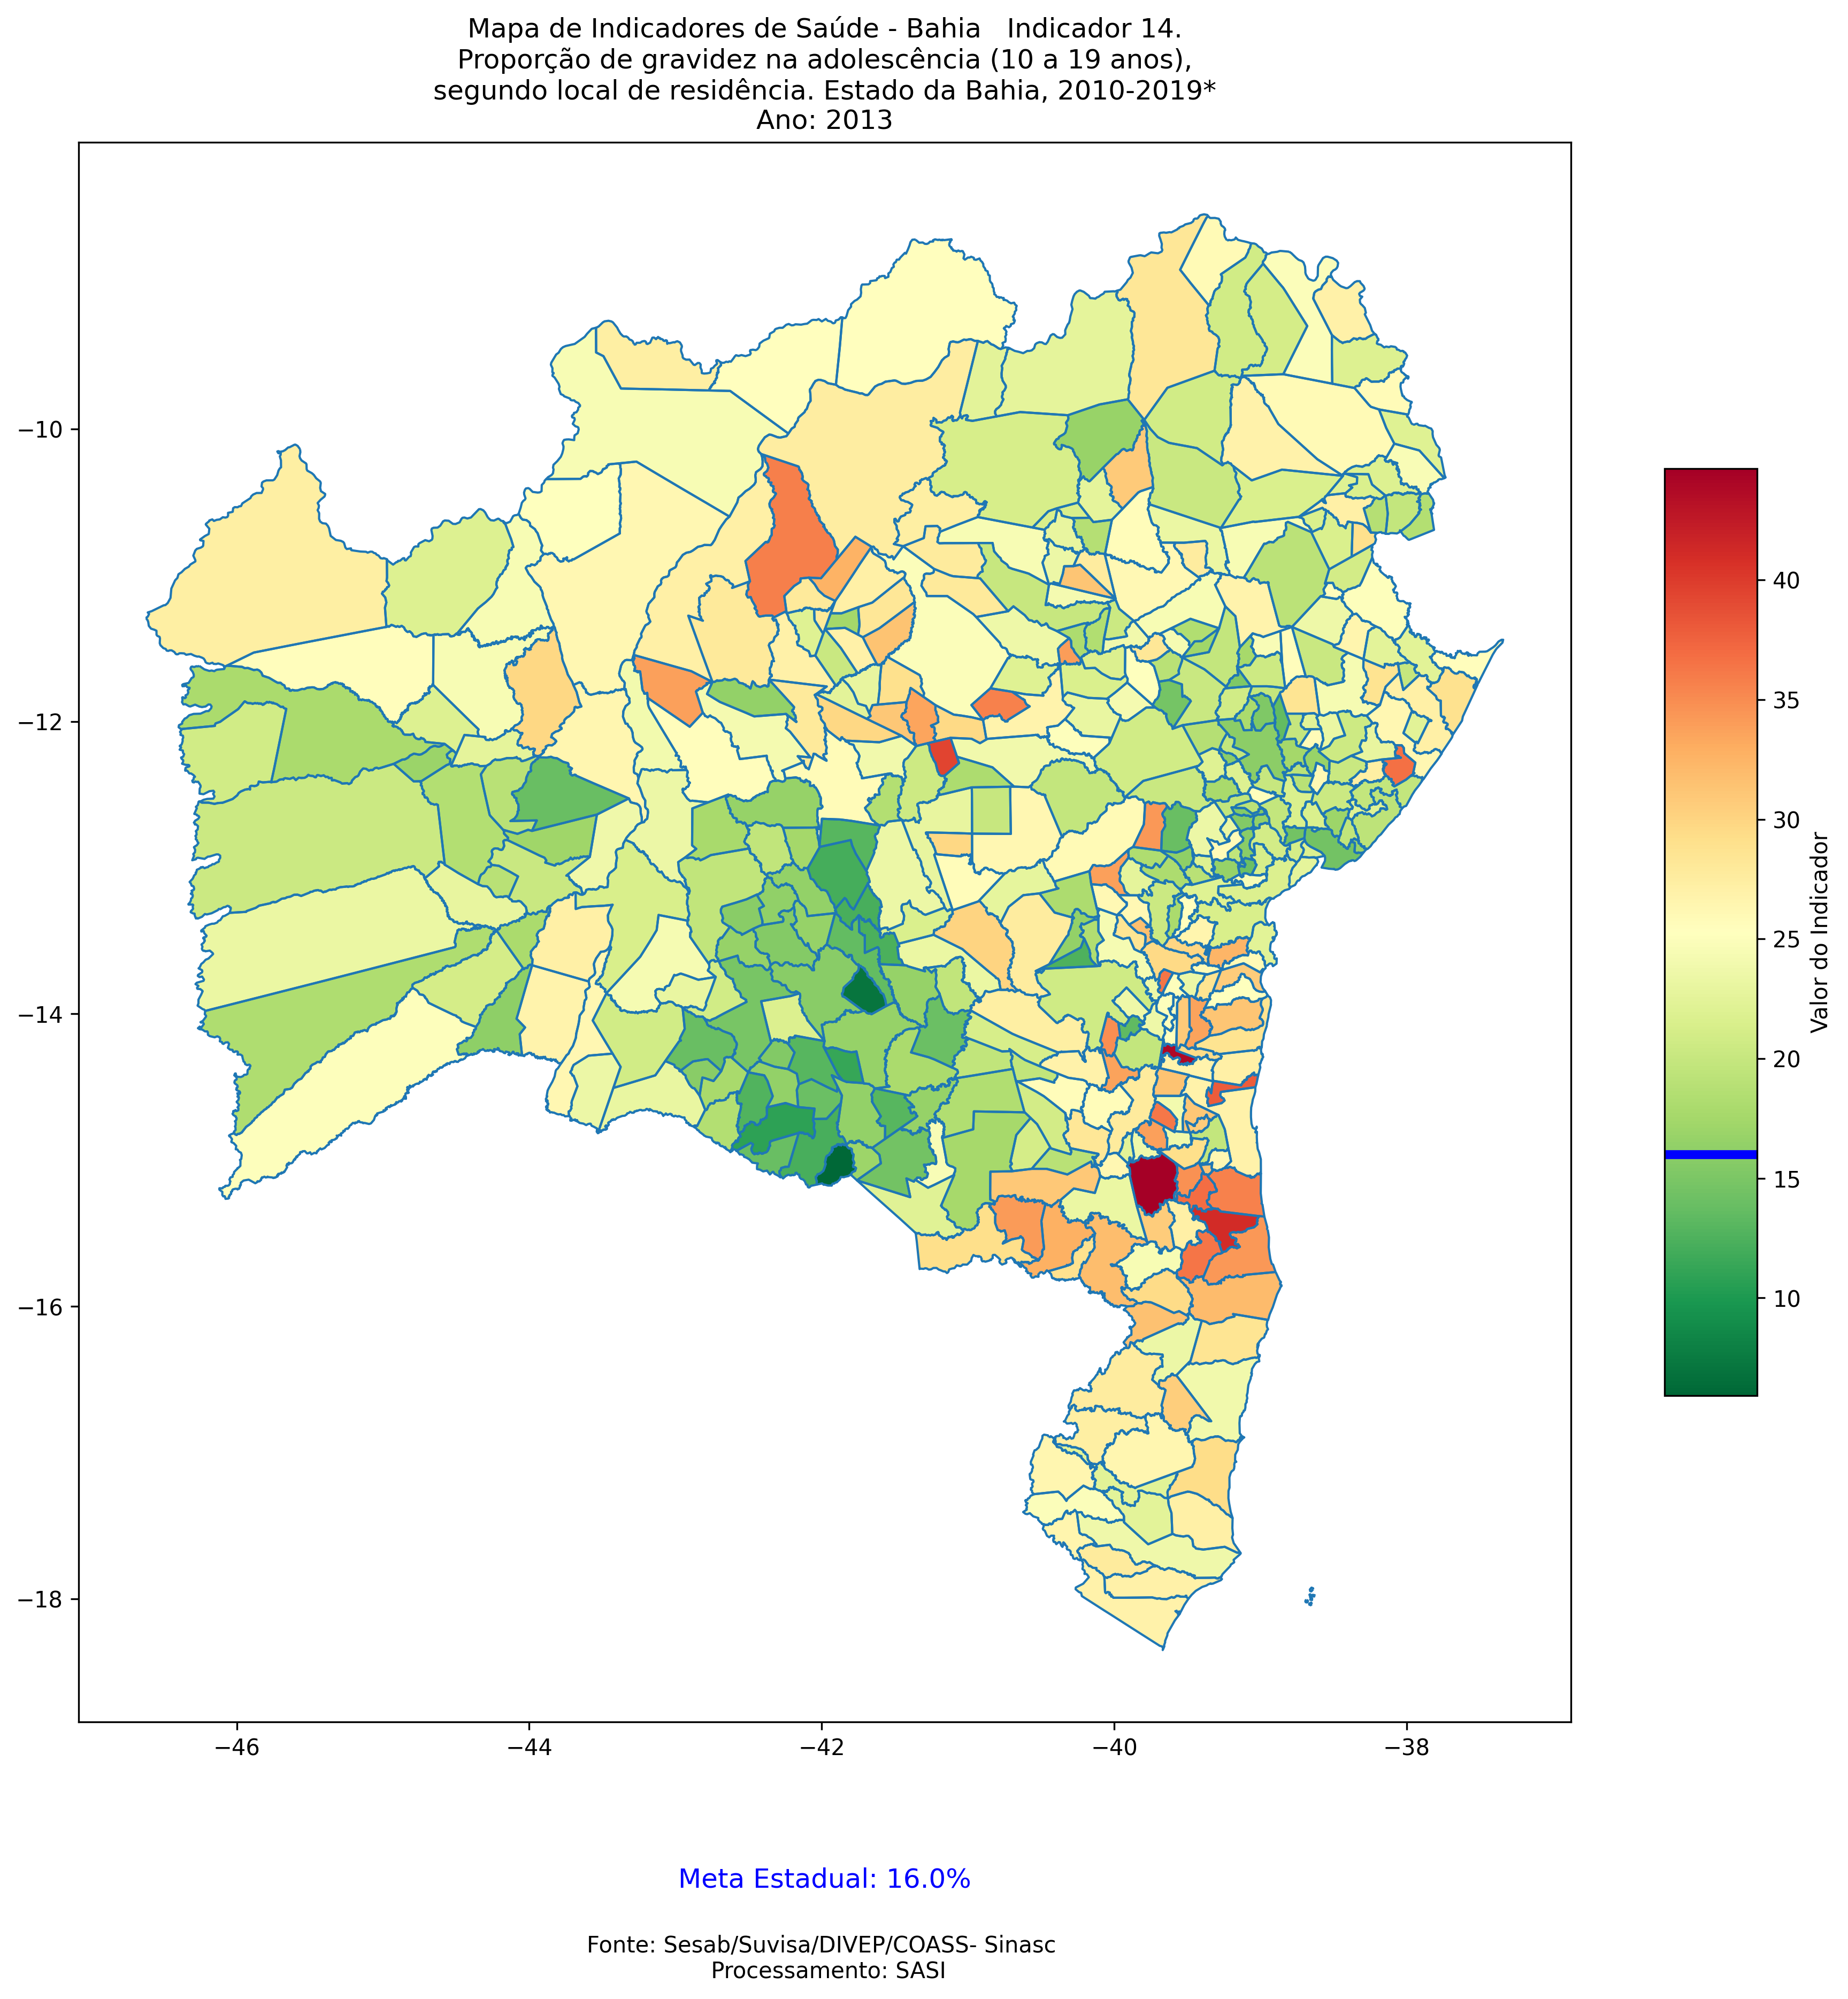 Mapa de Indicadores de Saúde - Bahia   Indicador 14.
Proporção de gravidez na adolescência (10 a 19 anos),
segundo local de residência. Estado da Bahia, 2010-2019*
Ano: 2013
−10
−12
−14
−16
−18
−46
−44
−42
−40
−38
40
35
30
25
20
15
10
Valor do Indicador
Meta Estadual: 16.0%
Fonte: Sesab/Suvisa/DIVEP/COASS- Sinasc
Processamento: SASI